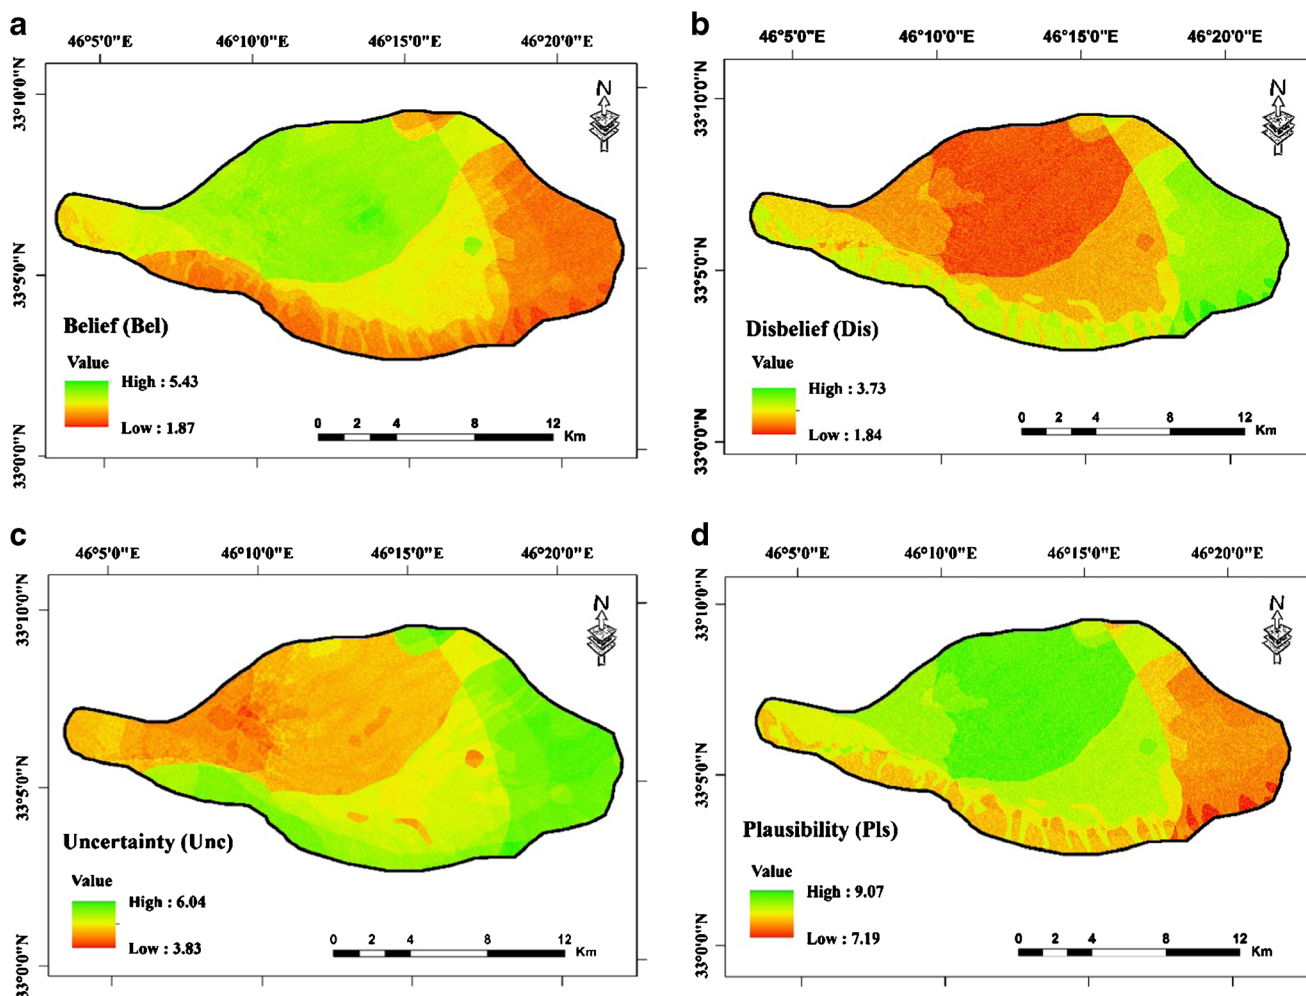 a
46°5'0"E 46°10'0"E 46°15'0"E 46°20'0"E
33°10'0"N
33°5'0"N
33°0'0"N
N
Belief (Bel)
Value
High : 5.43
Low : 1.87
0 2 4 8 12
Km
b
46°5'0"E 46°10'0"E 46°15'0"E 46°20'0"E
33°10'0"N
33°5'0"N
33°0'0"N
N
Disbelief (Dis)
Value
High : 3.73
Low : 1.84
0 2 4 8 12
Km
c
46°5'0"E 46°10'0"E 46°15'0"E 46°20'0"E
33°10'0"N
33°5'0"N
33°0'0"N
N
Uncertainty (Unc)
Value
High : 6.04
Low : 3.83
0 2 4 8 12
Km
d
46°5'0"E 46°10'0"E 46°15'0"E 46°20'0"E
33°10'0"N
33°5'0"N
33°0'0"N
N
Plausibility (Pls)
Value
High : 9.07
Low : 7.19
0 2 4 8 12
Km